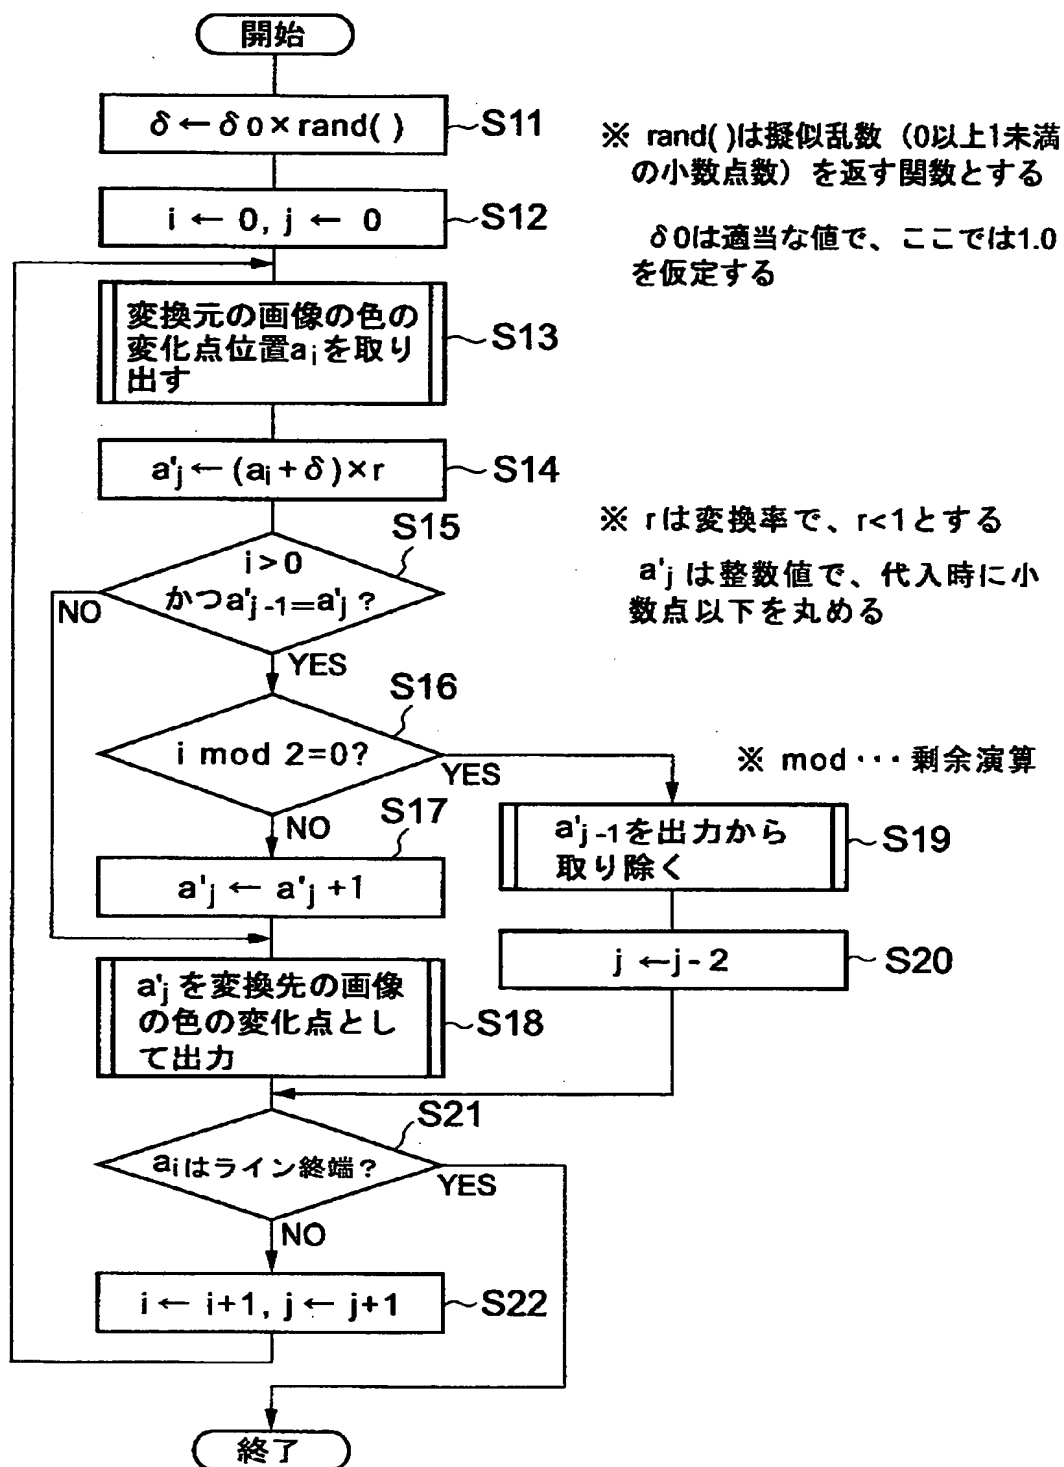 開始
δ ← δ0×rand( )
S11
※ rand( )は擬似乱数（0以上1未満
の小数点数）を返す関数とする
i ← 0, j ← 0
S12
δ0は適当な値で、ここでは1.0
を仮定する
変換元の画像の色の
変化点位置aiを取り
出す
S13
a'j ← (ai + δ)×r
S14
S15
※ rは変換率で、r<1とする
i > 0
かつa'j-1=a'j ?
a'jは整数値で、代入時に小
数点以下を丸める
NO
YES
S16
i mod 2=0?
YES
※ mod ･･･ 剰余演算
NO
S17
a'j ← a'j +1
a'j-1を出力から
取り除く
S19
j ←j - 2
S20
a'jを変換先の画像
の色の変化点とし
て出力
S18
S21
aiはライン終端?
YES
NO
i ← i+1, j ← j+1
S22
終了